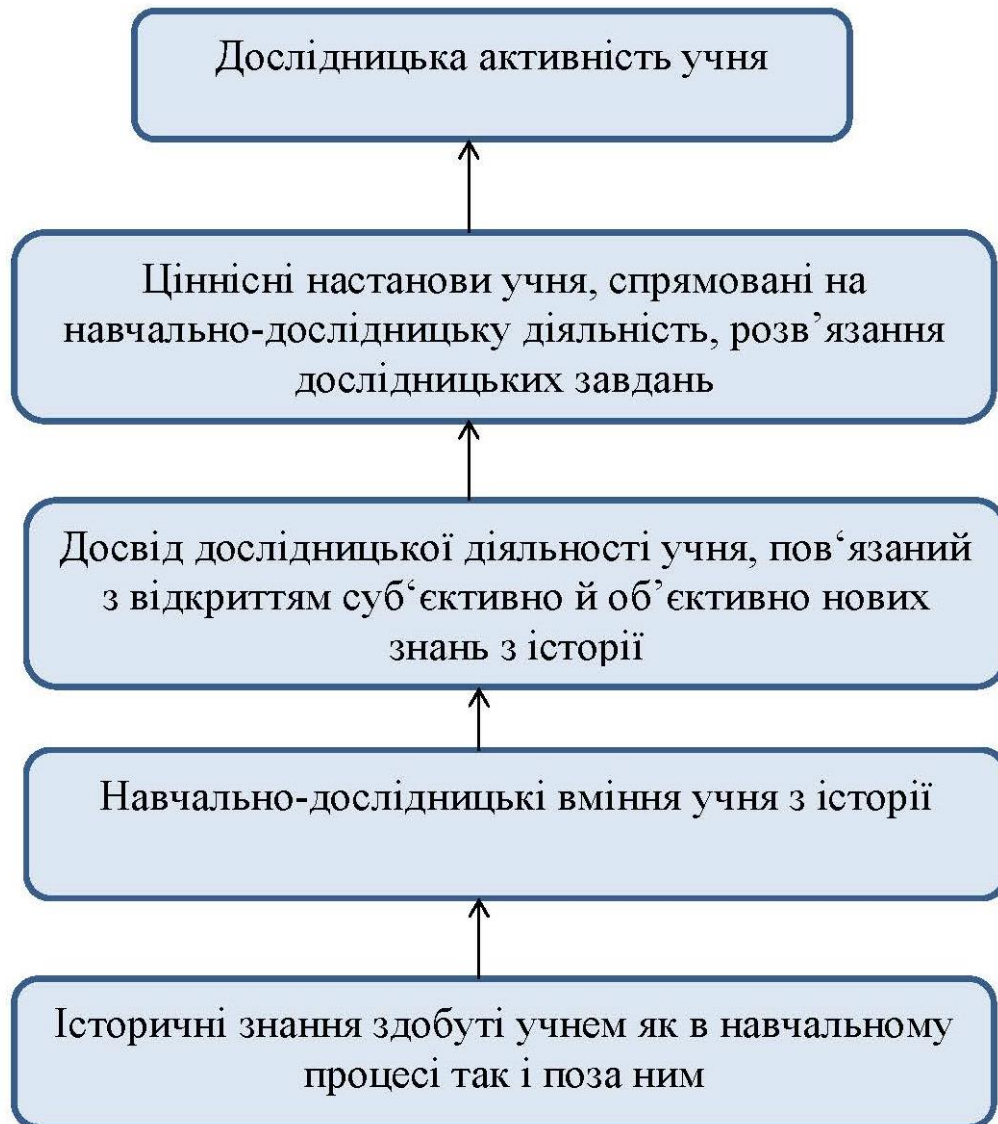 Дослідницька активність учня
Ціннісні настанови учня, спрямовані на
навчально-дослідницьку діяльність, розв’язання
дослідницьких завдань
Досвід дослідницької діяльності учня, пов‘язаний
з відкриттям суб‘єктивно й об’єктивно нових
знань з історії
Навчально-дослідницькі вміння учня з історії
Історичні знання здобуті учнем як в навчальному
процесі так і поза ним